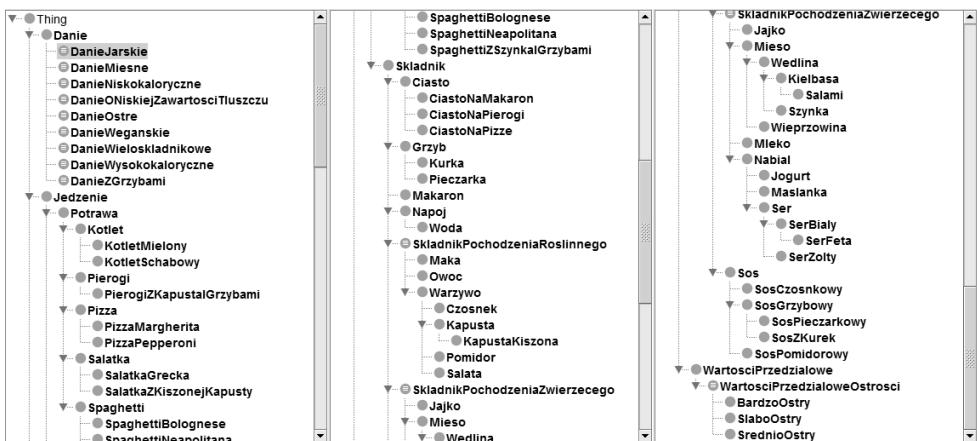 Thing
Danie
DanieJarskie
DanieMiesne
DanieNiskokaloryczne
DanieONiskiejZawartosciTluszczu
DanieOstre
DanieWeganskie
DanieWieloskladnikowe
DanieWysokokaloryczne
DanieZGrzybami
Jedzenie
Potrawa
Kotlet
KotletMielony
KotletSchabowy
Pierogi
PierogiZKapustaIGrzybami
Pizza
PizzaMargherita
PizzaPepperoni
Salatka
SalatkaGrecka
SalatkaZKiszonejKapusty
Spaghetti
SpaghettiBolognese
SpaghettiNeapolitana
SpaghettiBolognese
SpaghettiNeapolitana
SpaghettiZSzynkaIGrzybami
Skladnik
Ciasto
CiastoNaMakaron
CiastoNaPierogi
CiastoNaPizze
Grzyb
Kurka
Pieczarka
Makaron
Napoj
Woda
SkladnikPochodzeniaRoslinnego
Maka
Owoc
Warzywo
Czosnek
Kapusta
KapustaKiszona
Pomidor
Salata
SkladnikPochodzeniaZwierzecego
Jajko
Mieso
Wedlina
SkladnikPochodzeniaZwierzecego
Jajko
Mieso
Wedlina
Kielbasa
Salami
Szynka
Wieprzowina
Mleko
Nabial
Jogurt
Maslanka
Ser
SerBialy
SerFeta
SerZolty
Sos
SosCzosnkowy
SosGrzybowy
SosPieczarkowy
SosZKurek
SosPomidorowy
WartosciPrzedzialowe
WartosciPrzedzialoweOstrosci
BardzoOstry
SlaboOstry
SrednioOstry